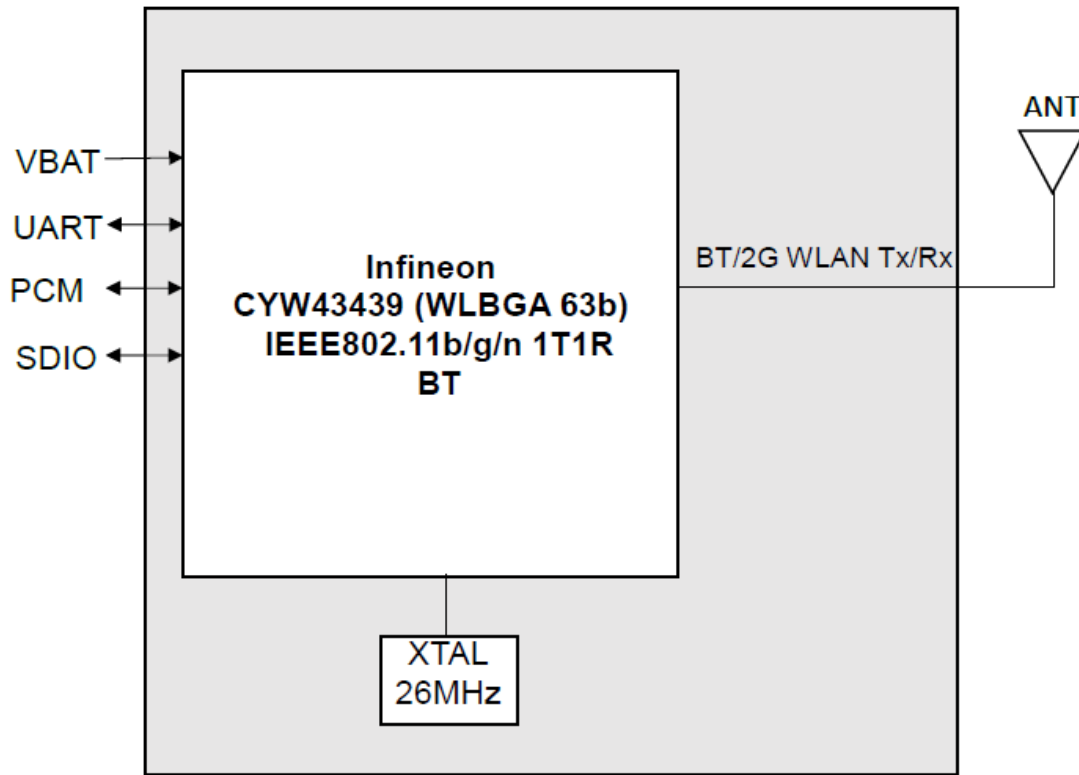 ANT
VBAT
UART
PCM
SDIO
Infineon
CYW43439 (WLBGA 63b)
IEEE802.11b/g/n 1T1R
BT
BT/2G WLAN Tx/Rx
XTAL
26MHz